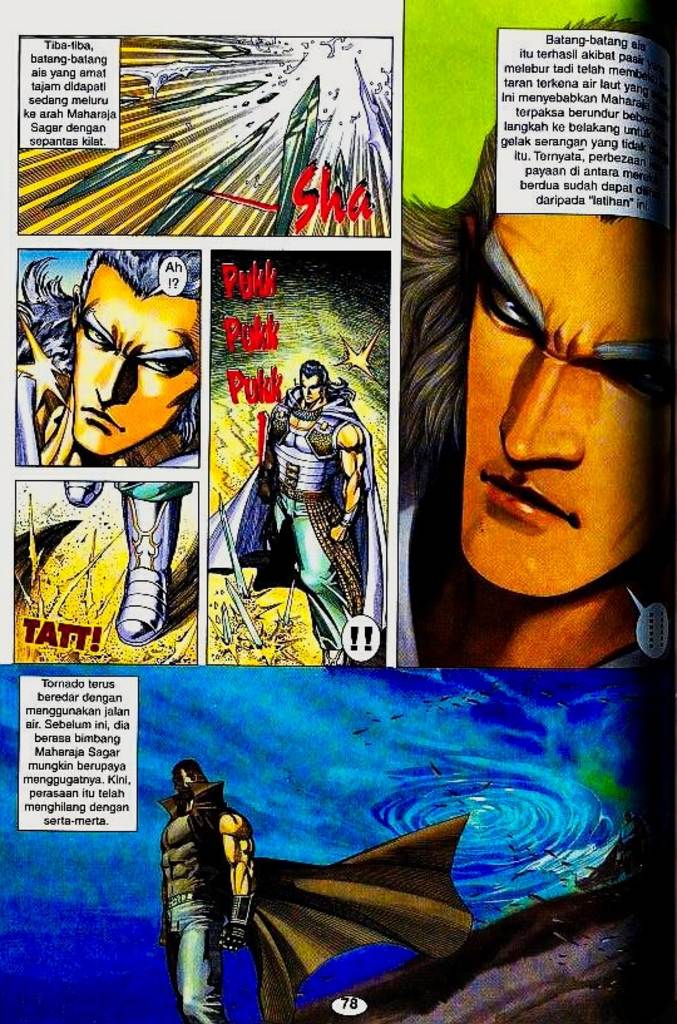 Tiba-tiba,
batang-batang
ais yang amat
tajam didapati
sedang meluru
ke arah Maharaja
Sagar dengan
sepantas kilat.
Sha
Batang-batang ais
itu terhasil akibat pasir yang
melebur tadi telah
taran terkena air laut yang
Ini menyebabkan Maharaja
terpaksa berundur
langkah ke belakang untuk
gelak serangan yang tidak
itu. Ternyata, perbezaan
payaan di antara
berdua sudah dapat
daripada "latihan" ini.
Ah
!?
Pukk
Pukk
Pukk
!
!!
TATT!
Tornado terus
beredar dengan
menggunakan jalan
air. Sebelum ini, dia
berasa bimbang
Maharaja Sagar
mungkin berupaya
menggugatnya. Kini,
perasaan itu telah
menghilang dengan
serta-merta.
78